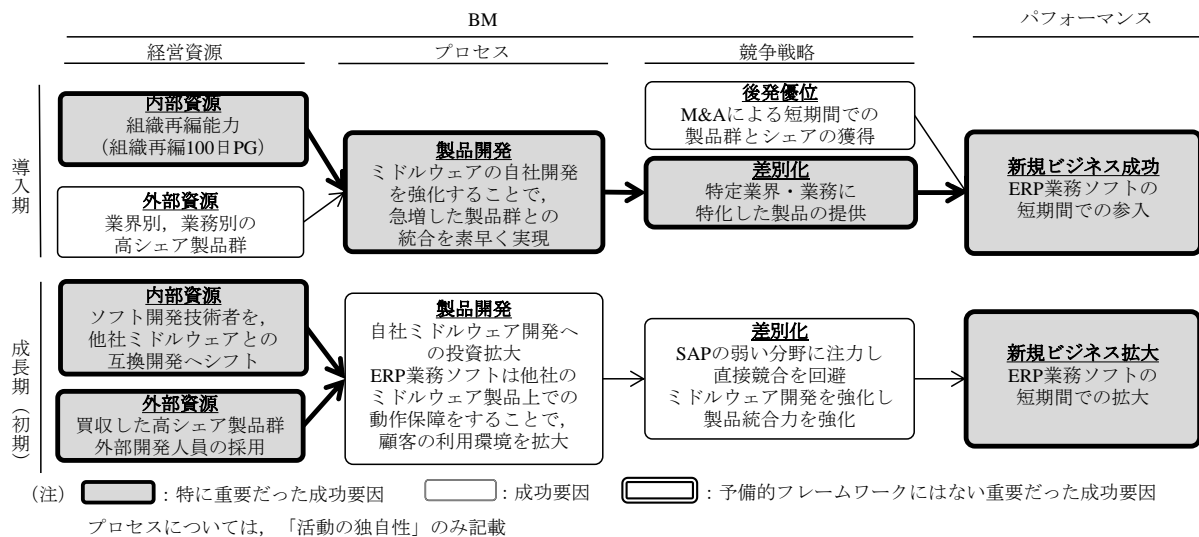 BM
パフォーマンス
経営資源
プロセス
競争戦略
導入期
内部資源
組織再編能力
（組織再編100日PG）
外部資源
業界別，業務別の
高シェア製品群
製品開発
ミドルウェアの自社開発
を強化することで，
急増した製品群との
統合を素早く実現
後発優位
M&Aによる短期間での
製品群とシェアの獲得
差別化
特定業界・業務に
特化した製品の提供
新規ビジネス成功
ERP業務ソフトの
短期間での参入
成長期（初期）
内部資源
ソフト開発技術者を，
他社ミドルウェアとの
互換開発へシフト
外部資源
買収した高シェア製品群
外部開発人員の採用
製品開発
自社ミドルウェア開発へ
の投資拡大
ERP業務ソフトは他社の
ミドルウェア製品上での
動作保障をすることで，
顧客の利用環境を拡大
差別化
SAPの弱い分野に注力し
直接競合を回避
ミドルウェア開発を強化し
製品統合力を強化
新規ビジネス拡大
ERP業務ソフトの
短期間での拡大
（注） ：特に重要だった成功要因 ：成功要因 ：予備的フレームワークにはない重要だった成功要因
プロセスについては，「活動の独自性」のみ記載